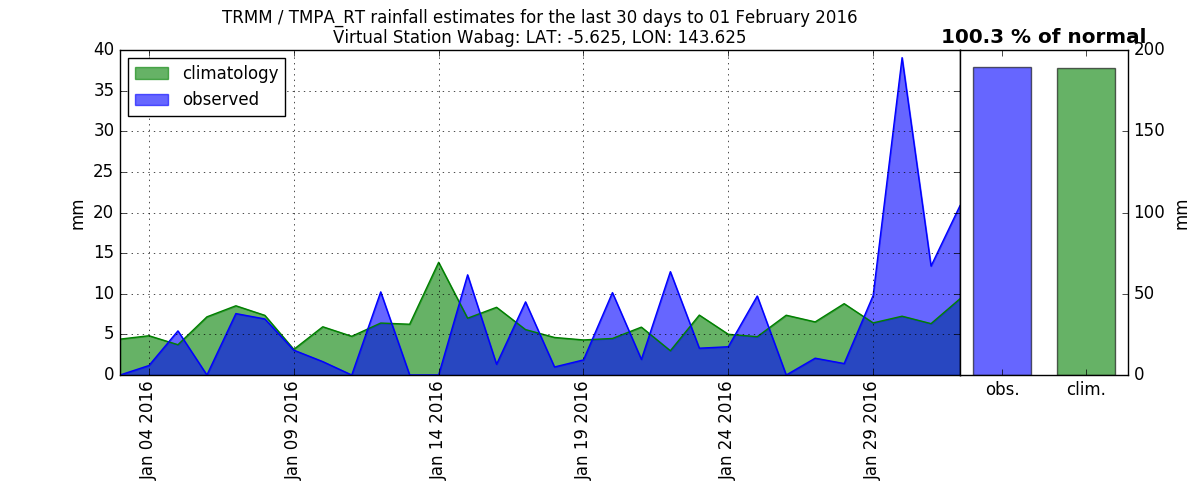 TRMM / TMPA_RT rainfall estimates for the last 30 days to 01 February 2016
Virtual Station Wabag: LAT: -5.625, LON: 143.625
100.3 % of normal
climatology
observed
mm
40
35
30
25
20
15
10
5
0
Jan 04 2016
Jan 09 2016
Jan 14 2016
Jan 19 2016
Jan 24 2016
Jan 29 2016
obs.
clim.
200
150
100
50
0
mm